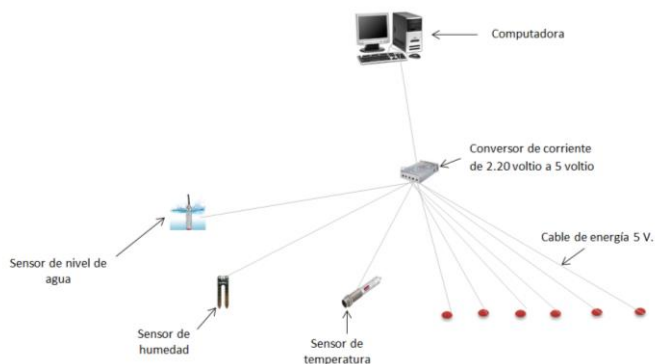 Computadora
Conversor de corriente
de 2.20 voltio a 5 voltio
Cable de energía 5 V.
Sensor de nivel de
agua
Sensor de
humedad
Sensor de
temperatura